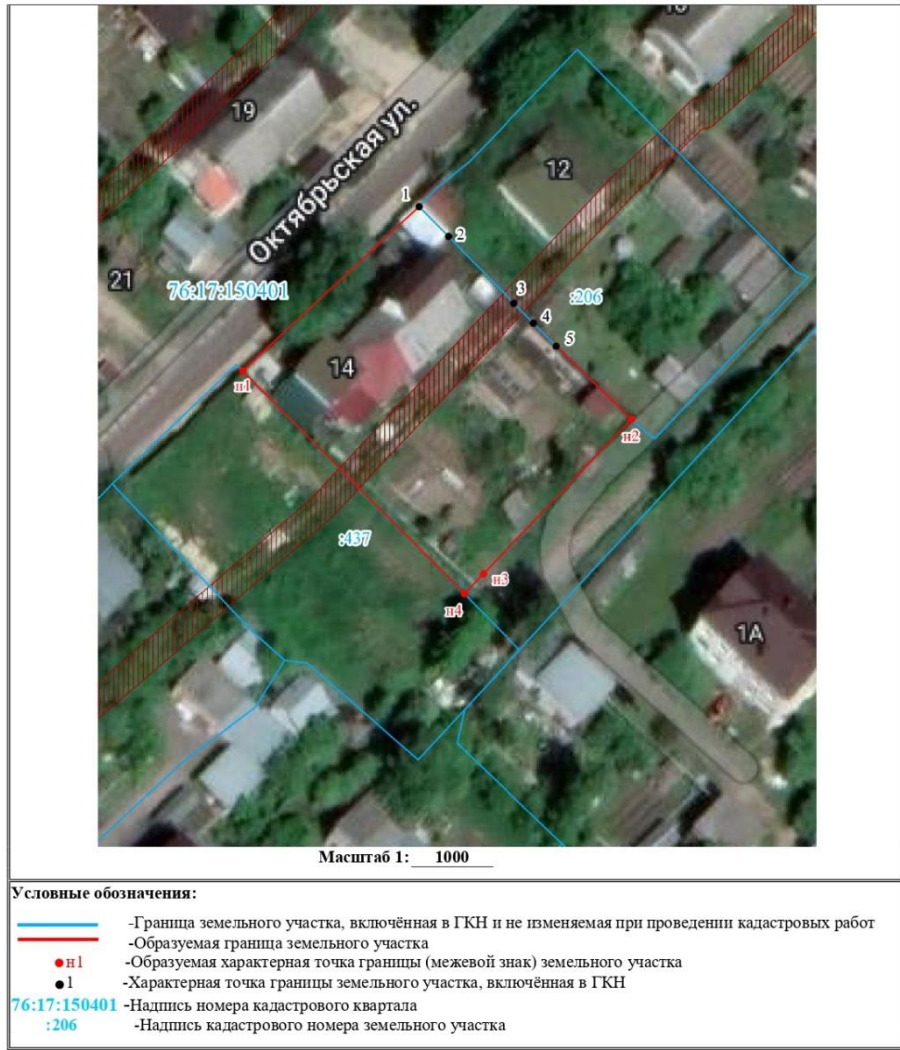 19
Октябрьская ул.
12
1
2
21
76:17:150401
3
:206
4
5
14
н1
н2
:437
н3
н4
1А
Масштаб 1: 1000
Условные обозначения:
-Граница земельного участка, включённая в ГКН и не изменяемая при проведении кадастровых работ
-Образуемая граница земельного участка
н1 -Образуемая характерная точка границы (межевой знак) земельного участка
1 -Характерная точка границы земельного участка, включённая в ГКН
76:17:150401 -Надпись номера кадастрового квартала
:206 -Надпись кадастрового номера земельного участка